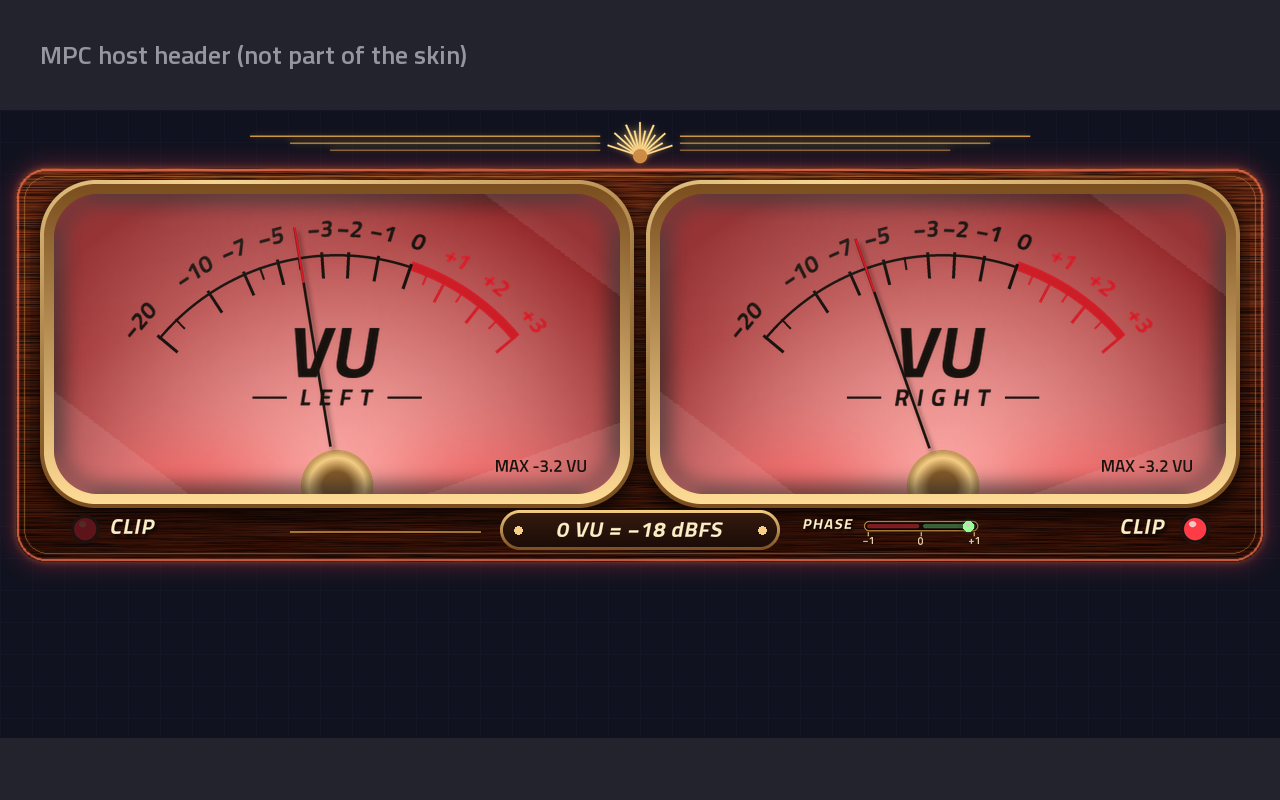 MPC host header (not part of the skin)
−20 −10 −7 −5 −3 −2 −1 0 +1 +2 +3
VU
LEFT
MAX -3.2 VU
−20 −10 −7 −5 −3 −2 −1 0 +1 +2 +3
VU
RIGHT
MAX -3.2 VU
CLIP
0 VU = −18 dBFS
PHASE
−1 0 +1
CLIP